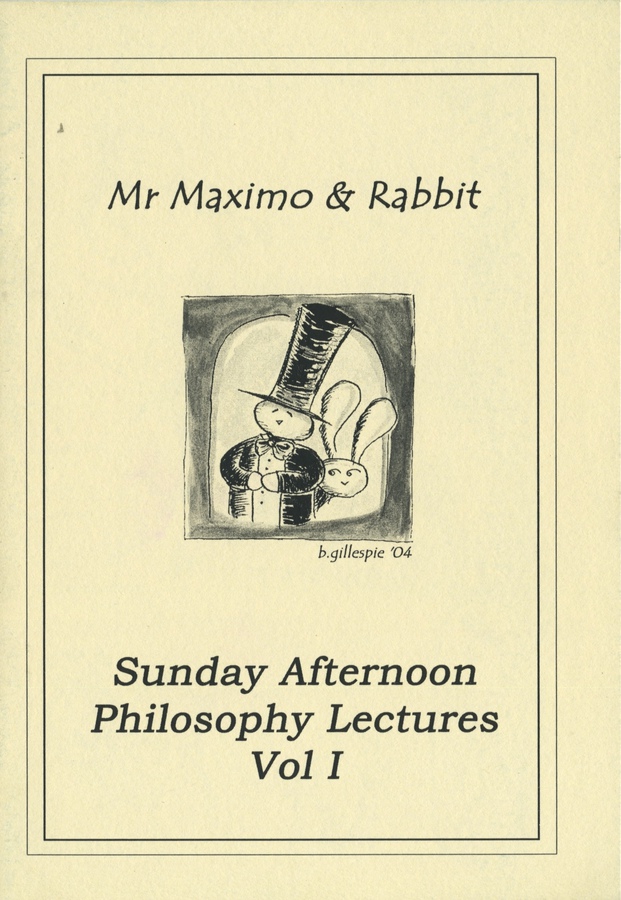 Mr Maximo & Rabbit
b.gillespie '04
Sunday Afternoon
Philosophy Lectures
Vol I